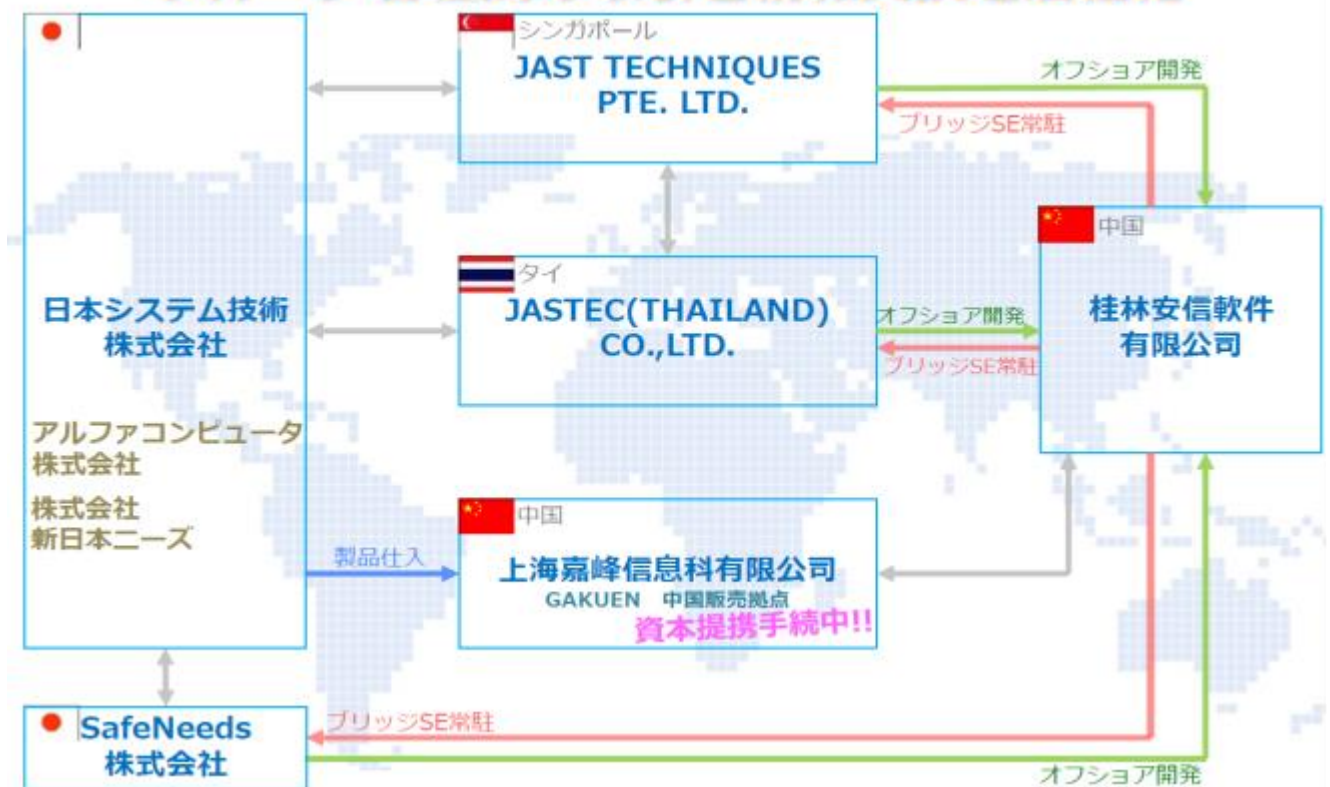 シンガポール
JAST TECHNIQUES
PTE. LTD.
オフショア開発
ブリッジSE常駐
中国
タイ
日本システム技術
株式会社
JASTEC(THAILAND)
CO.,LTD.
オフショア開発
ブリッジSE常駐
桂林安信軟件
有限公司
アルファコンピュータ
株式会社
株式会社
新日本ニーズ
製品仕入
中国
上海嘉峰信息科有限公司
GAKUEN 中国販売拠点
資本提携手続中!!
SafeNeeds
株式会社
ブリッジSE常駐
オフショア開発